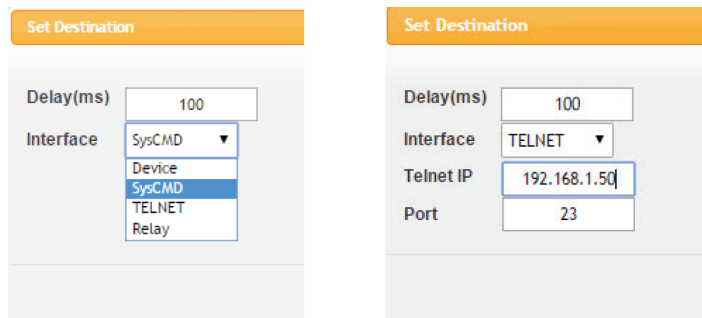 Set Destination
Delay(ms) 100
Interface SysCMD
Device
SysCMD
TELNET
Relay
Set Destination
Delay(ms) 100
Interface TELNET
Telnet IP 192.168.1.50
Port 23